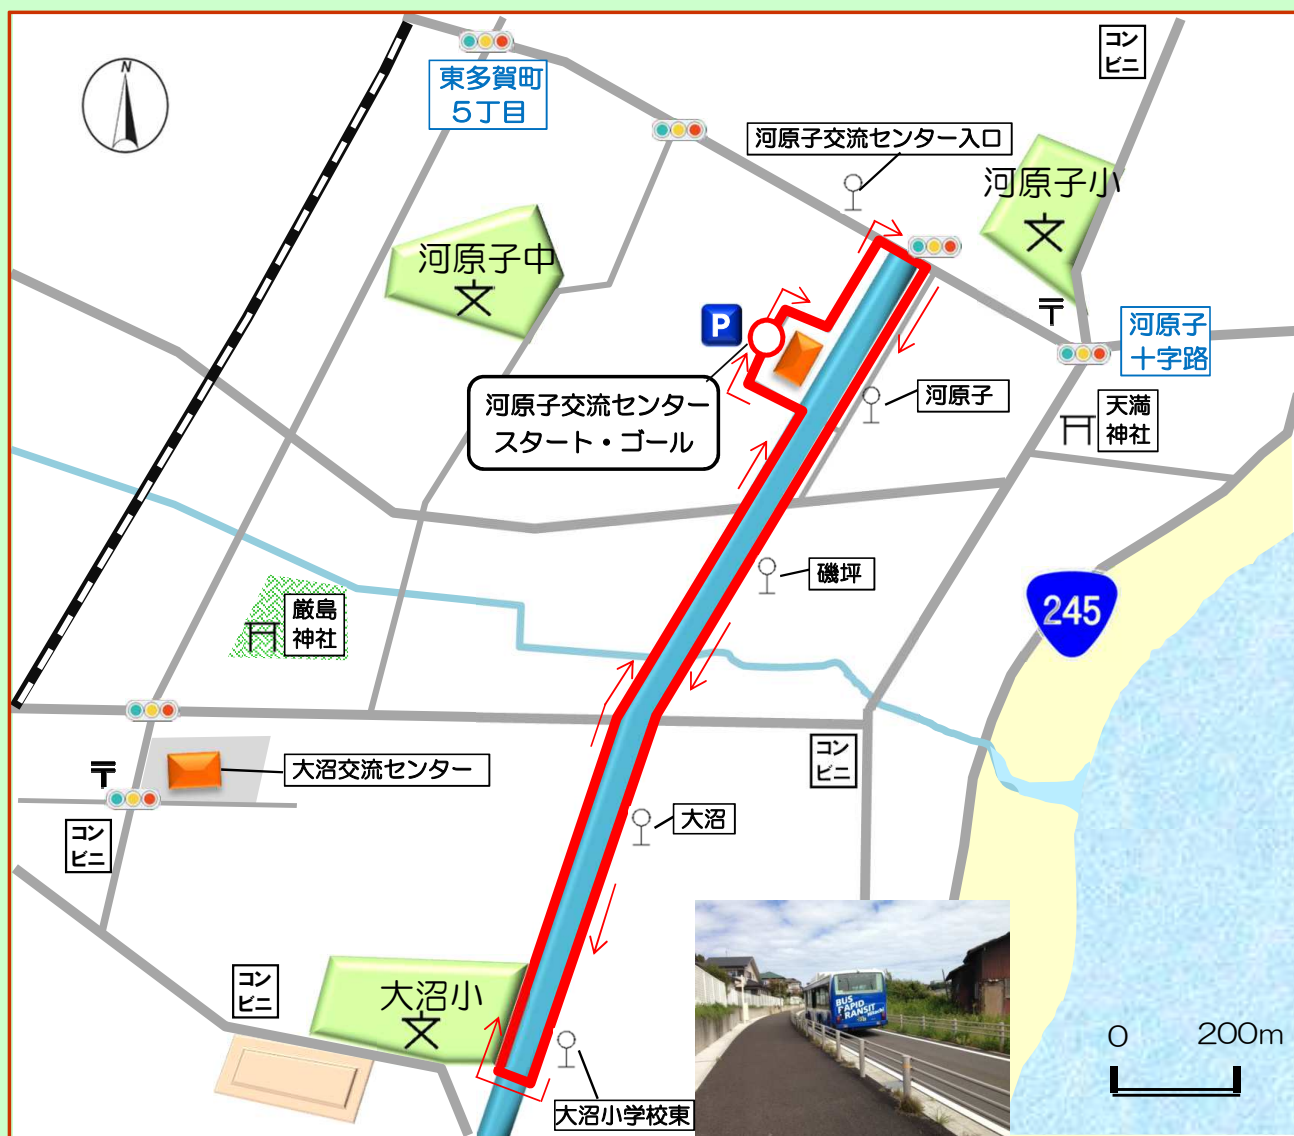 N
東多賀町
５丁目
コン
ビニ
河原子交流センター入口
河原子小
文
河原子中
文
〒
P
河原子
十字路
河原子交流センター
スタート・ゴール
河原子
天満
神社
磯坪
245
厳島
神社
コン
ビニ
大沼交流センター
〒
大沼
コン
ビニ
BUS
RAPID
TRANSIT
Hitachi
コン
ビニ
大沼小
文
0 200m
大沼小学校東